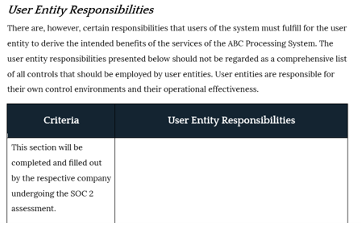 User Entity Responsibilities
There are, however, certain responsibilities that users of the system must fulfill for the user
entity to derive the intended benefits of the services of the ABC Processing System. The
user entity responsibilities presented below should not be regarded as a comprehensive list
of all controls that should be employed by user entities. User entities are responsible for
their own control environments and their operational effectiveness.
Criteria
User Entity Responsibilities
This section will be
completed and filled out
by the respective company
undergoing the SOC 2
assessment.